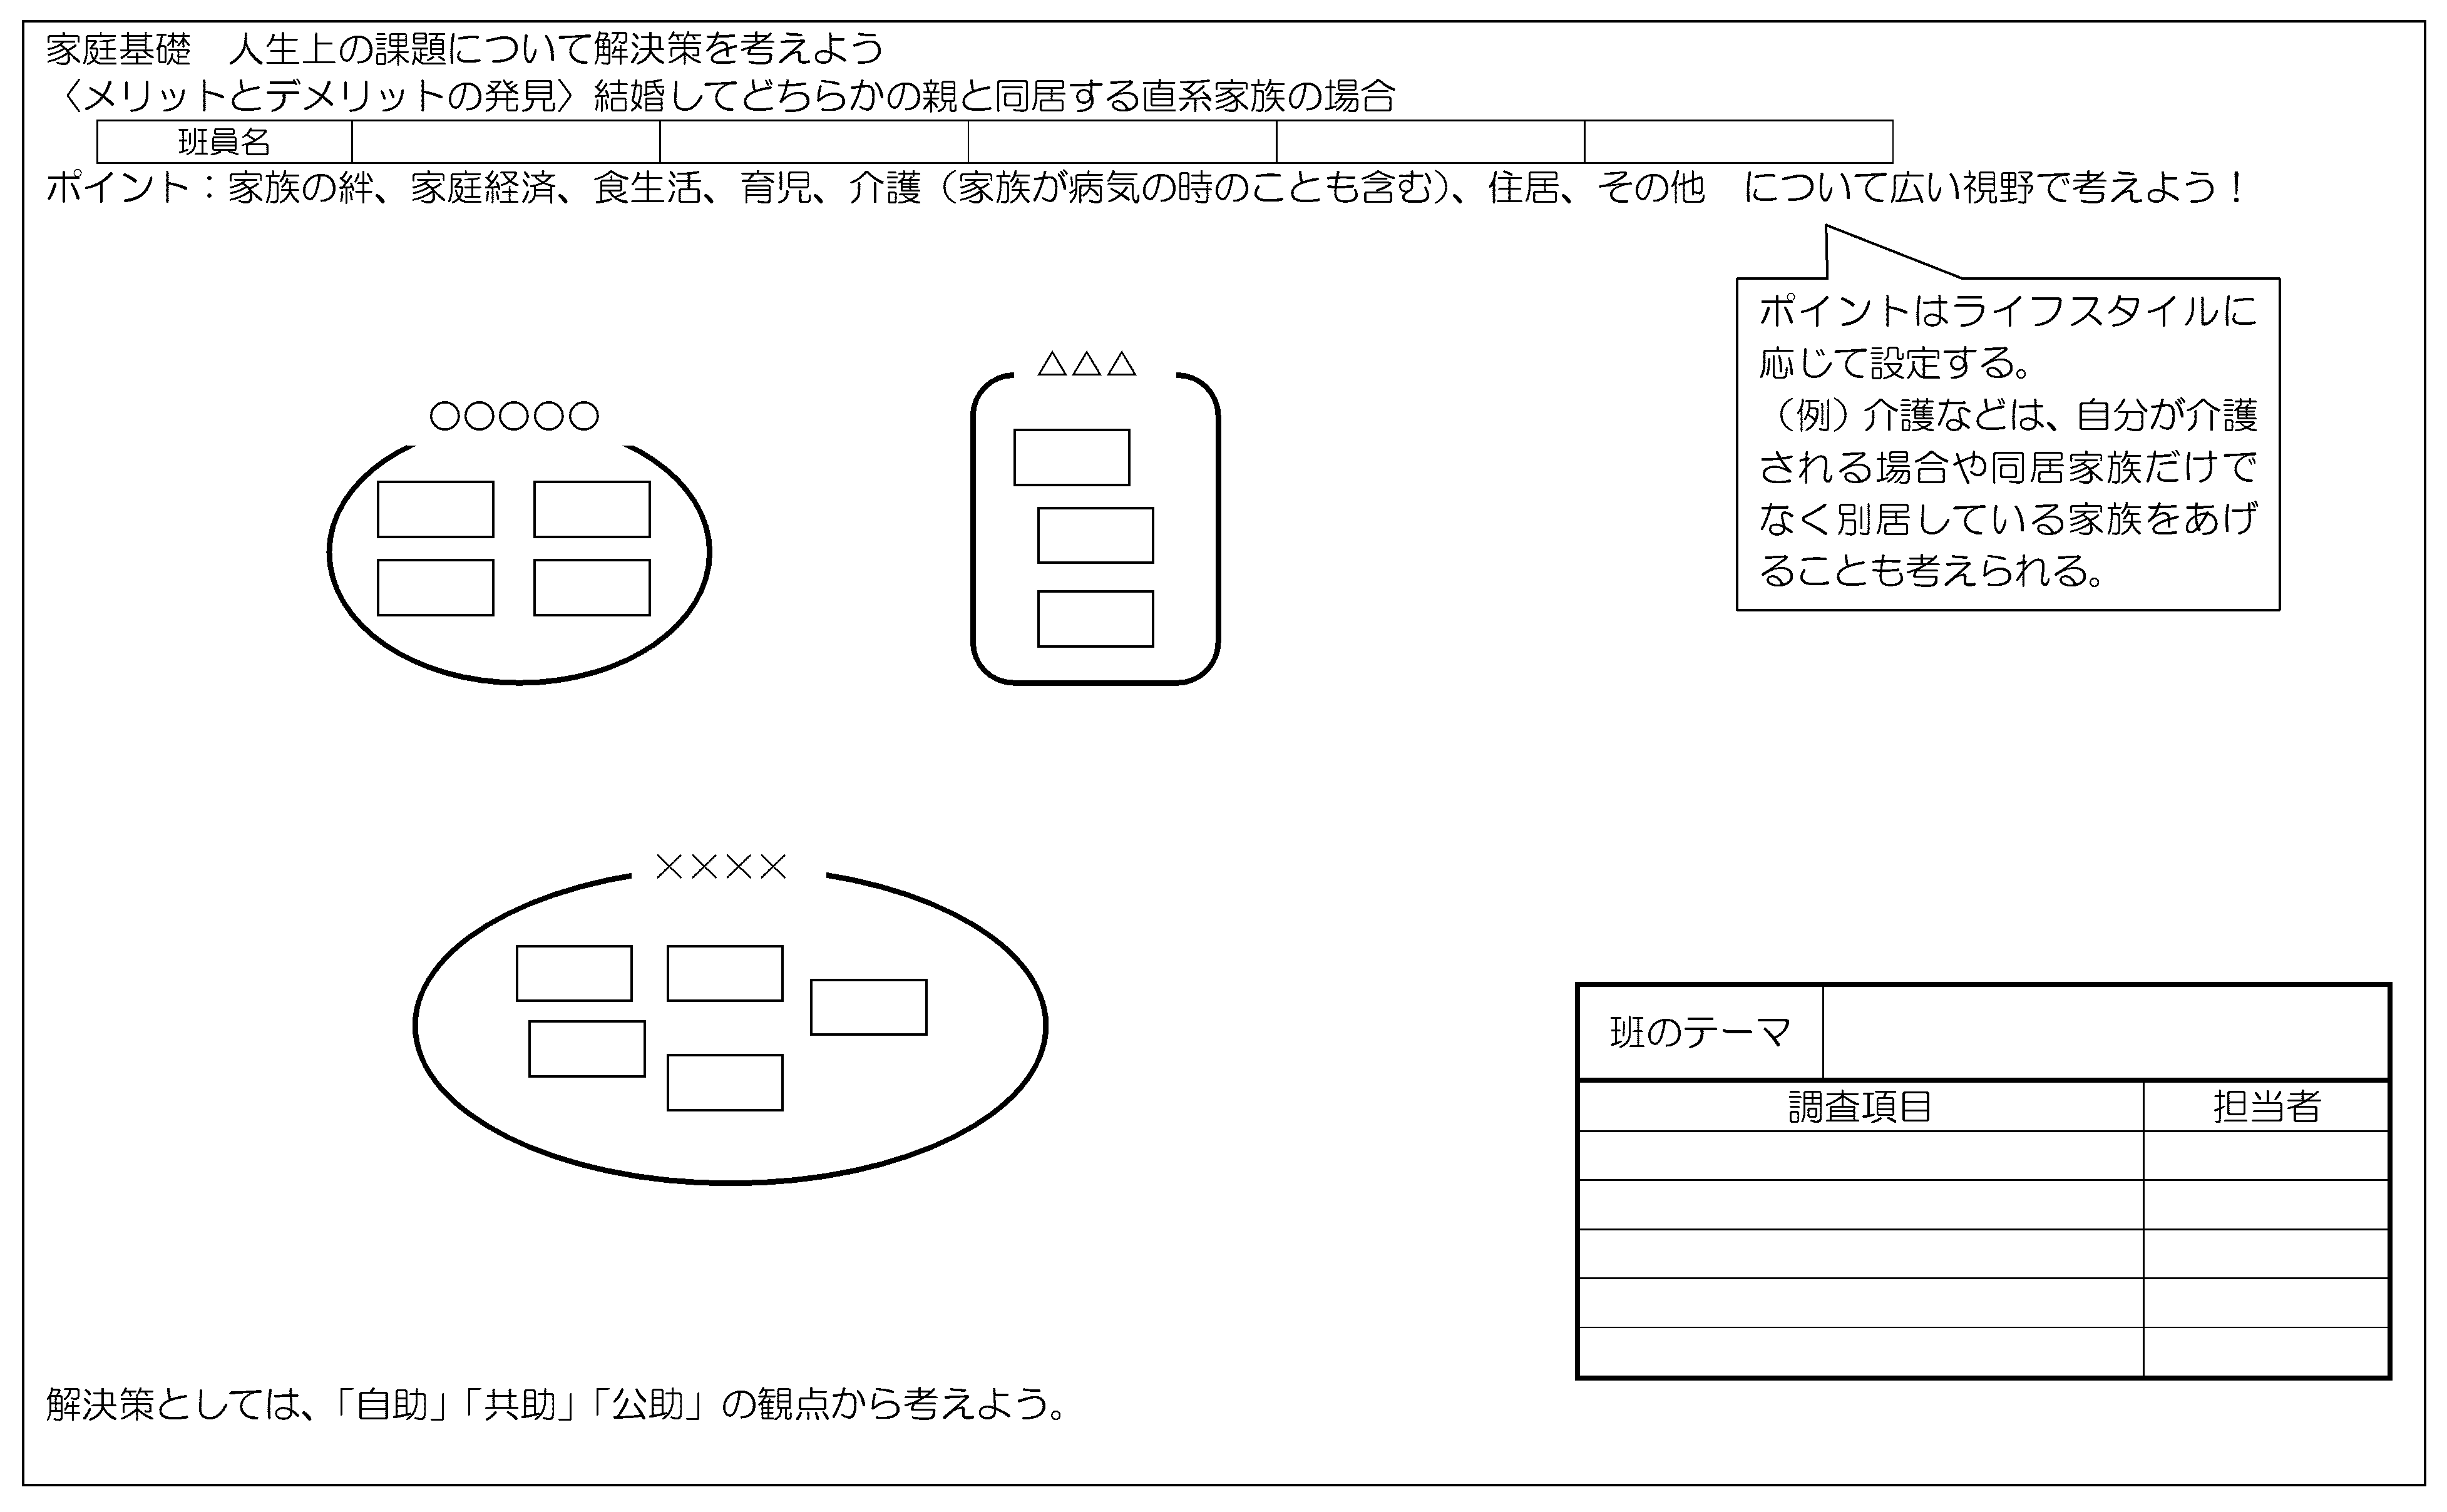 家庭基礎　人生上の課題について解決策を考えよう
〈メリットとデメリットの発見〉結婚してどちらかの親と同居する直系家族の場合
班員名
ポイント：家族の絆、家庭経済、食生活、育児、介護（家族が病気の時のことも含む）、住居、その他　について広い視野で考えよう！
ポイントはライフスタイルに
応じて設定する。
（例）介護などは、自分が介護
される場合や同居家族だけで
なく別居している家族をあげ
ることも考えられる。
△△△
○○○○○
××××
班のテーマ
調査項目　担当者
解決策としては、「自助」「共助」「公助」の観点から考えよう。